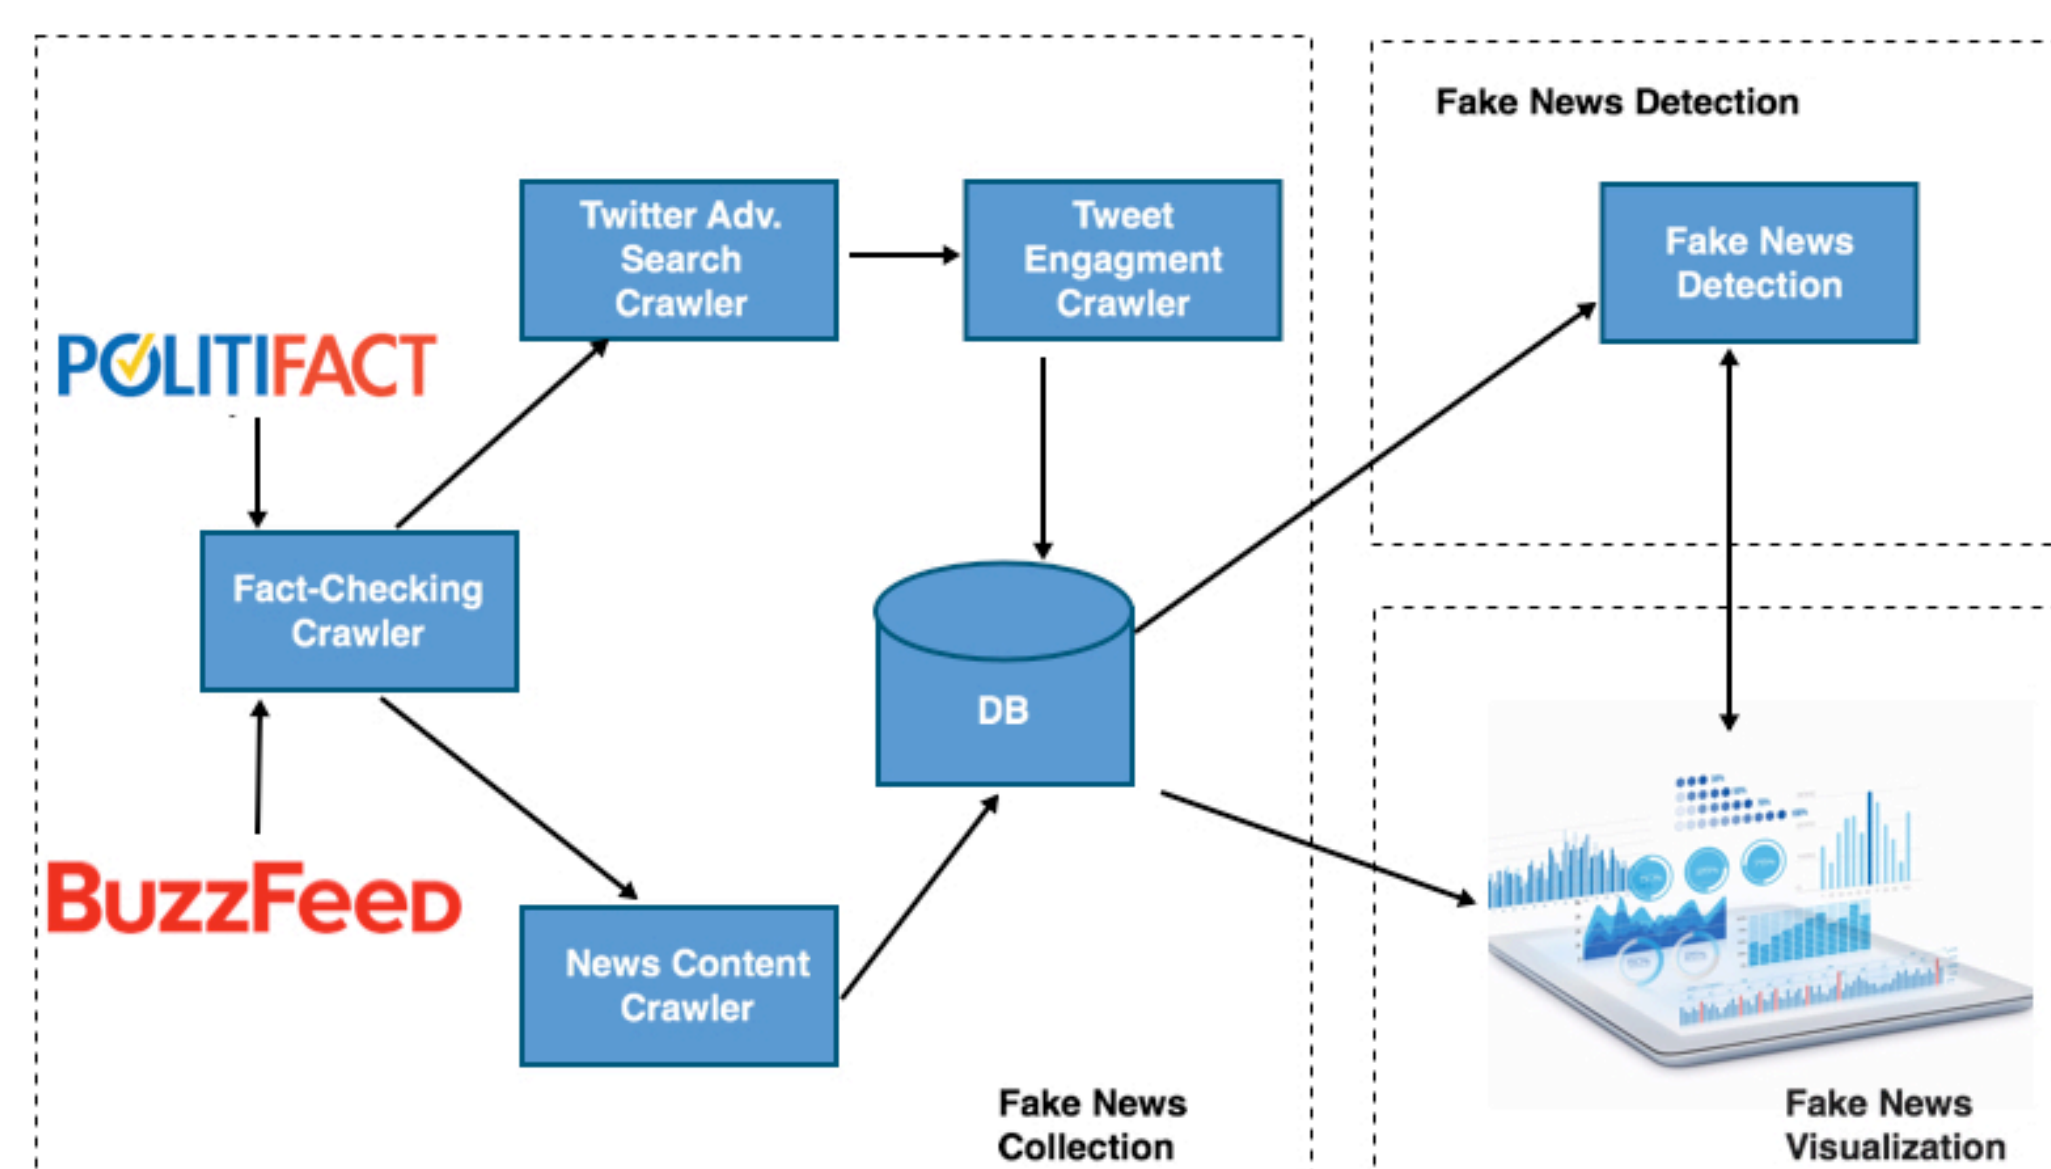 Fake News Detection
Twitter Adv.
Search
Crawler
Tweet
Engagment
Crawler
Fake News
Detection
POLITIFACT
Fact-Checking
Crawler
DB
BuzzFeeD
News Content
Crawler
Fake News
Collection
Fake News
Visualization